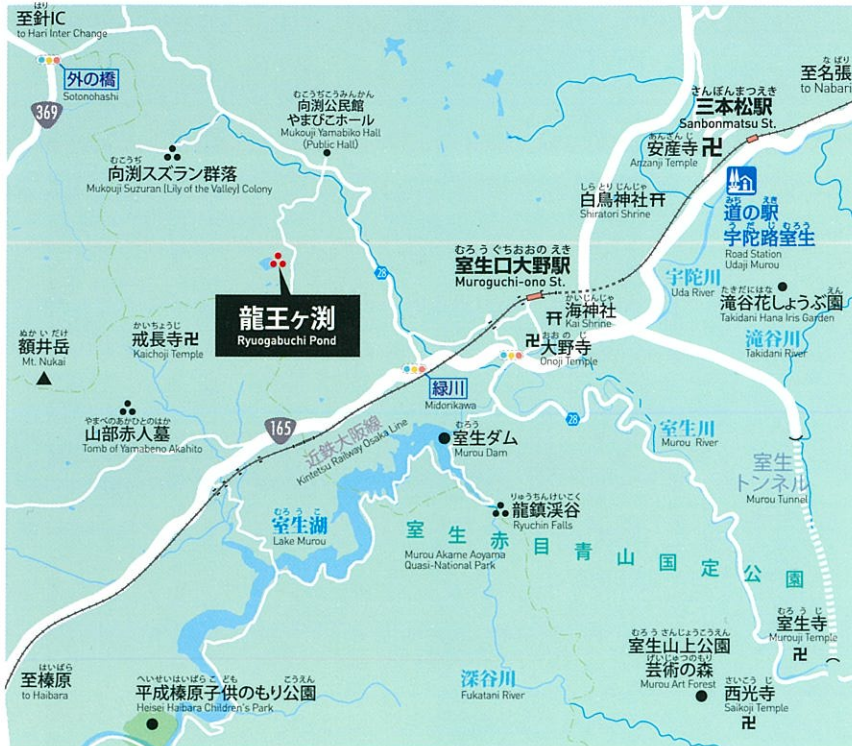 はり
至針IC
to Hari Inter Change
外の橋
Sotonohashi
369
むこうぢこうみんかん
向渕公民館
やまびこホール
Mukouji Yamabiko Hall
(Public Hall)
むこうぢ
向渕スズラン群落
Mukouji Suzuran (Lily of the Valley) Colony
さんぼんまつえき
三本松駅
Sanbonmatsu St.
なばり
至名張
to Nabari
あんざんじ
安産寺
Anzanji Temple
しらとりじんじゃ
白鳥神社
Shiratori Shrine
みち えき
道の駅
うだじむろう
宇陀路室生
Road Station
Udaji Murou
むろうぐちおおのえき
室生口大野駅
Muroguchi-ono St.
宇陀川
Uda River
たきだにはな えん
滝谷花しょうぶ園
Takidani Hana Iris Garden
滝谷川
Takidani River
かいじんじゃ
海神社
Kai Shrine
おおのじ
大野寺
Onoji Temple
28
龍王ヶ渕
Ryuogabuchi Pond
ぬかいだけ
額井岳
Mt. Nukai
かいちょうじ
戒長寺
Kaichoji Temple
緑川
Midorikawa
やまべのあかひとのはか
山部赤人墓
Tomb of Yamabeno Akahito
165
近鉄大阪線
Kintetsu Railway Osaka Line
むろう
室生ダム
Murou Dam
28
室生川
Murou River
室生
トンネル
Murou Tunnel
むろうこ
室生湖
Lake Murou
りゅうちんけいこく
龍鎮渓谷
Ryuchin Falls
室生赤目青山国定公園
Murou Akame Aoyama
Quasi-National Park
むろうじ
室生寺
Murouji Temple
むろうさんじょうこうえん
室生山上公園
げいじゅつのもり
芸術の森
Murou Art Forest
さいこうじ
西光寺
Saikoji Temple
深谷川
Fukatani River
はいばら
至榛原
to Haibara
へいせいはいばらこども こうえん
平成榛原子供のもり公園
Heisei Haibara Children's Park